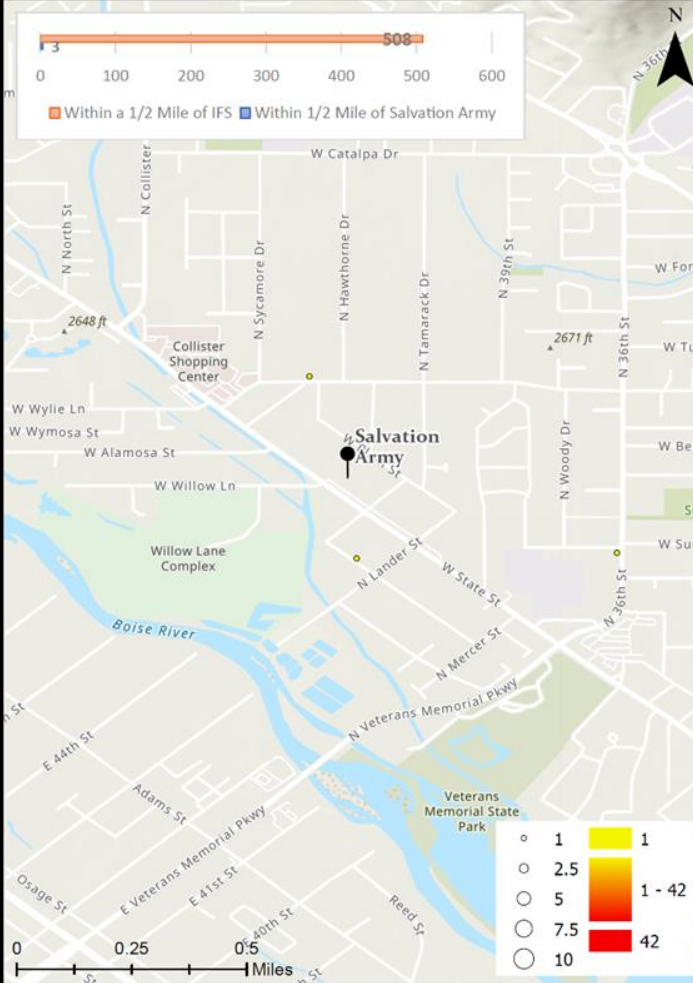 508
3
0 100 200 300 400 500 600
Within a 1/2 Mile of IFS Within 1/2 Mile of Salvation Army
N
N 36th
W Catalpa Dr
N Collister
N North St
N Sycamore Dr
N Hawthorne Dr
N Tamarack Dr
N 39th St
N 36th St
W For
2648 ft
2671 ft
W Tu
Collister
Shopping
Center
W Wylie Ln
W Wymosa St
W Alamosa St
W Willow Ln
Salvation
Army
N Woody Dr
W Be
W Su
Willow Lane
Complex
N Lander St
W State St
N 36th St
Boise River
N Mercer St
N Veterans Memorial Pkwy
E 44th St
Adams St
Veterans
Memorial State
Park
E Veterans Memorial Pkwy
E 41st St
Osage St
E 40th St
Reed St
1 1
2.5
5 1 - 42
7.5
10 42
0 0.25 0.5
Miles